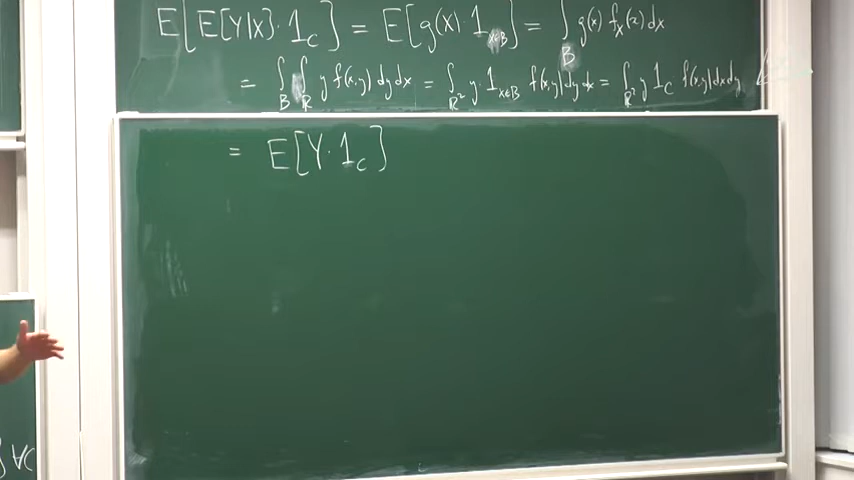 E[E[Y|X]·1_C] = E[g(X)·1_{X∈B}] = ∫_B g(x) f_X(x) dx
= ∫_B ∫_R y f(x,y) dy dx = ∫_{R²} y·1_{x∈B} f(x,y) dy dx = ∫_{R²} y 1_C f(x,y) dx dy
= E[Y·1_C]